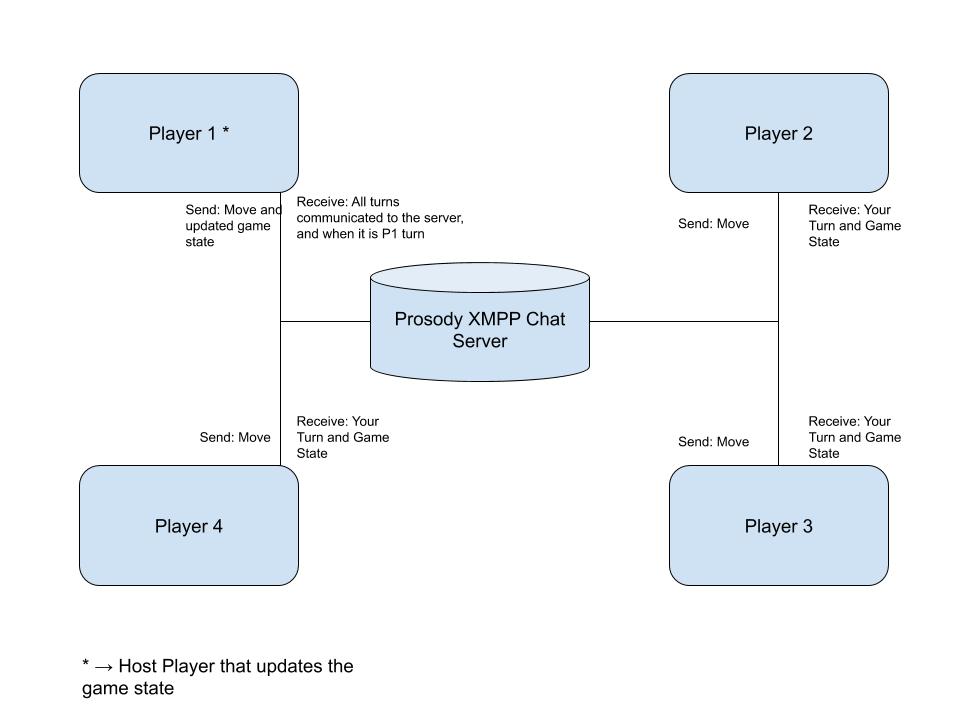 Player 1 *
Player 2
Send: Move and
updated game
state
Receive: All turns
communicated to the server,
and when it is P1 turn
Send: Move
Receive: Your
Turn and Game
State
Prosody XMPP Chat
Server
Send: Move
Receive: Your
Turn and Game
State
Send: Move
Receive: Your
Turn and Game
State
Player 4
Player 3
* → Host Player that updates the
game state